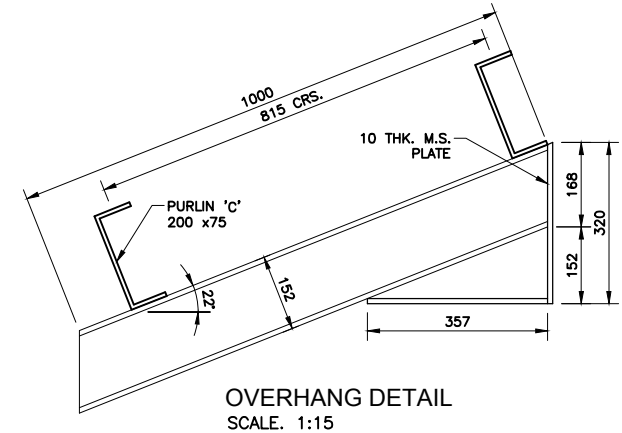 1000
815 CRS.
10 THK. M.S.
PLATE
PURLIN 'C'
200 x75
168
320
152
152
22°
357
OVERHANG DETAIL
SCALE. 1:15